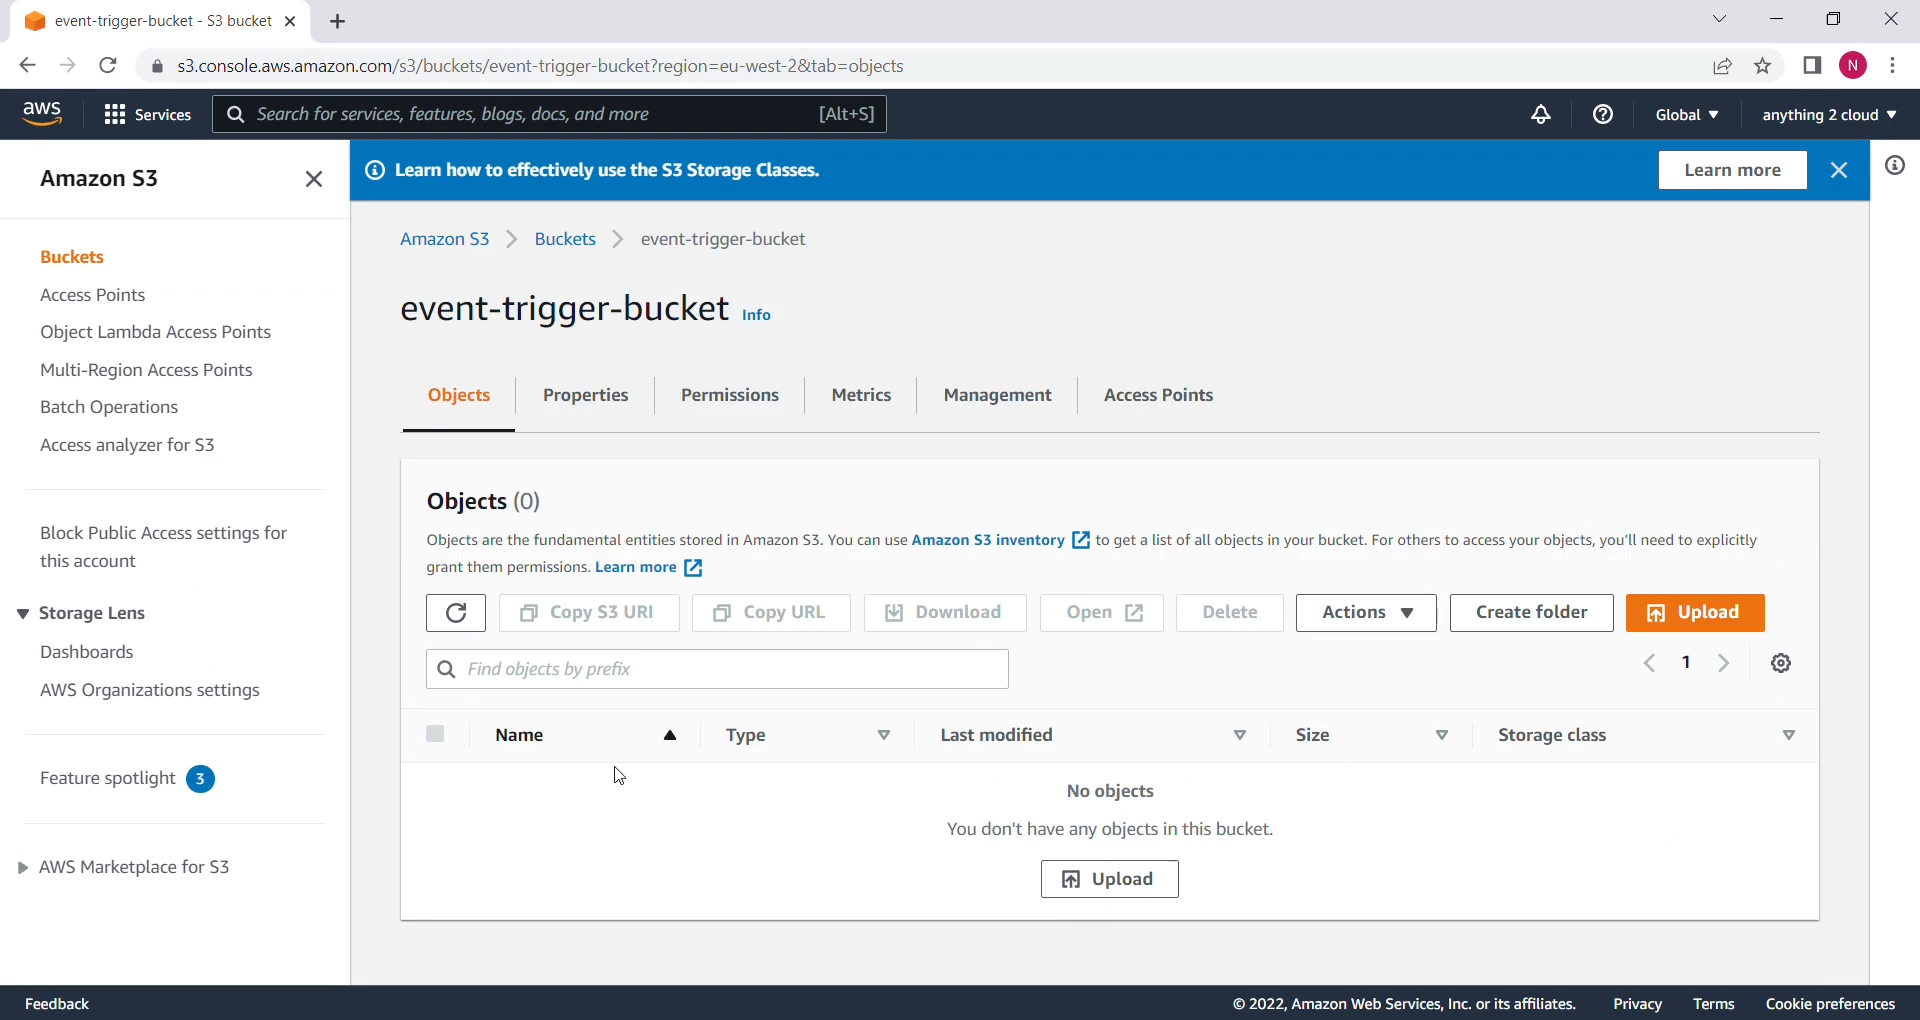 event-trigger-bucket - S3 bucket
s3.console.aws.amazon.com/s3/buckets/event-trigger-bucket?region=eu-west-2&tab=objects
N
aws
Services
Search for services, features, blogs, docs, and more
[Alt+S]
Global
anything 2 cloud
Amazon S3
Learn how to effectively use the S3 Storage Classes.
Learn more
Buckets
Access Points
Object Lambda Access Points
Multi-Region Access Points
Batch Operations
Access analyzer for S3
Block Public Access settings for
this account
Storage Lens
Dashboards
AWS Organizations settings
Feature spotlight 3
AWS Marketplace for S3
Amazon S3 > Buckets > event-trigger-bucket
event-trigger-bucket Info
Objects
Properties
Permissions
Metrics
Management
Access Points
Objects (0)
Objects are the fundamental entities stored in Amazon S3. You can use Amazon S3 inventory to get a list of all objects in your bucket. For others to access your objects, you'll need to explicitly
grant them permissions. Learn more
Copy S3 URI
Copy URL
Download
Open
Delete
Actions
Create folder
Upload
Find objects by prefix
1
Name
Type
Last modified
Size
Storage class
No objects
You don't have any objects in this bucket.
Upload
Feedback
© 2022, Amazon Web Services, Inc. or its affiliates.
Privacy
Terms
Cookie preferences